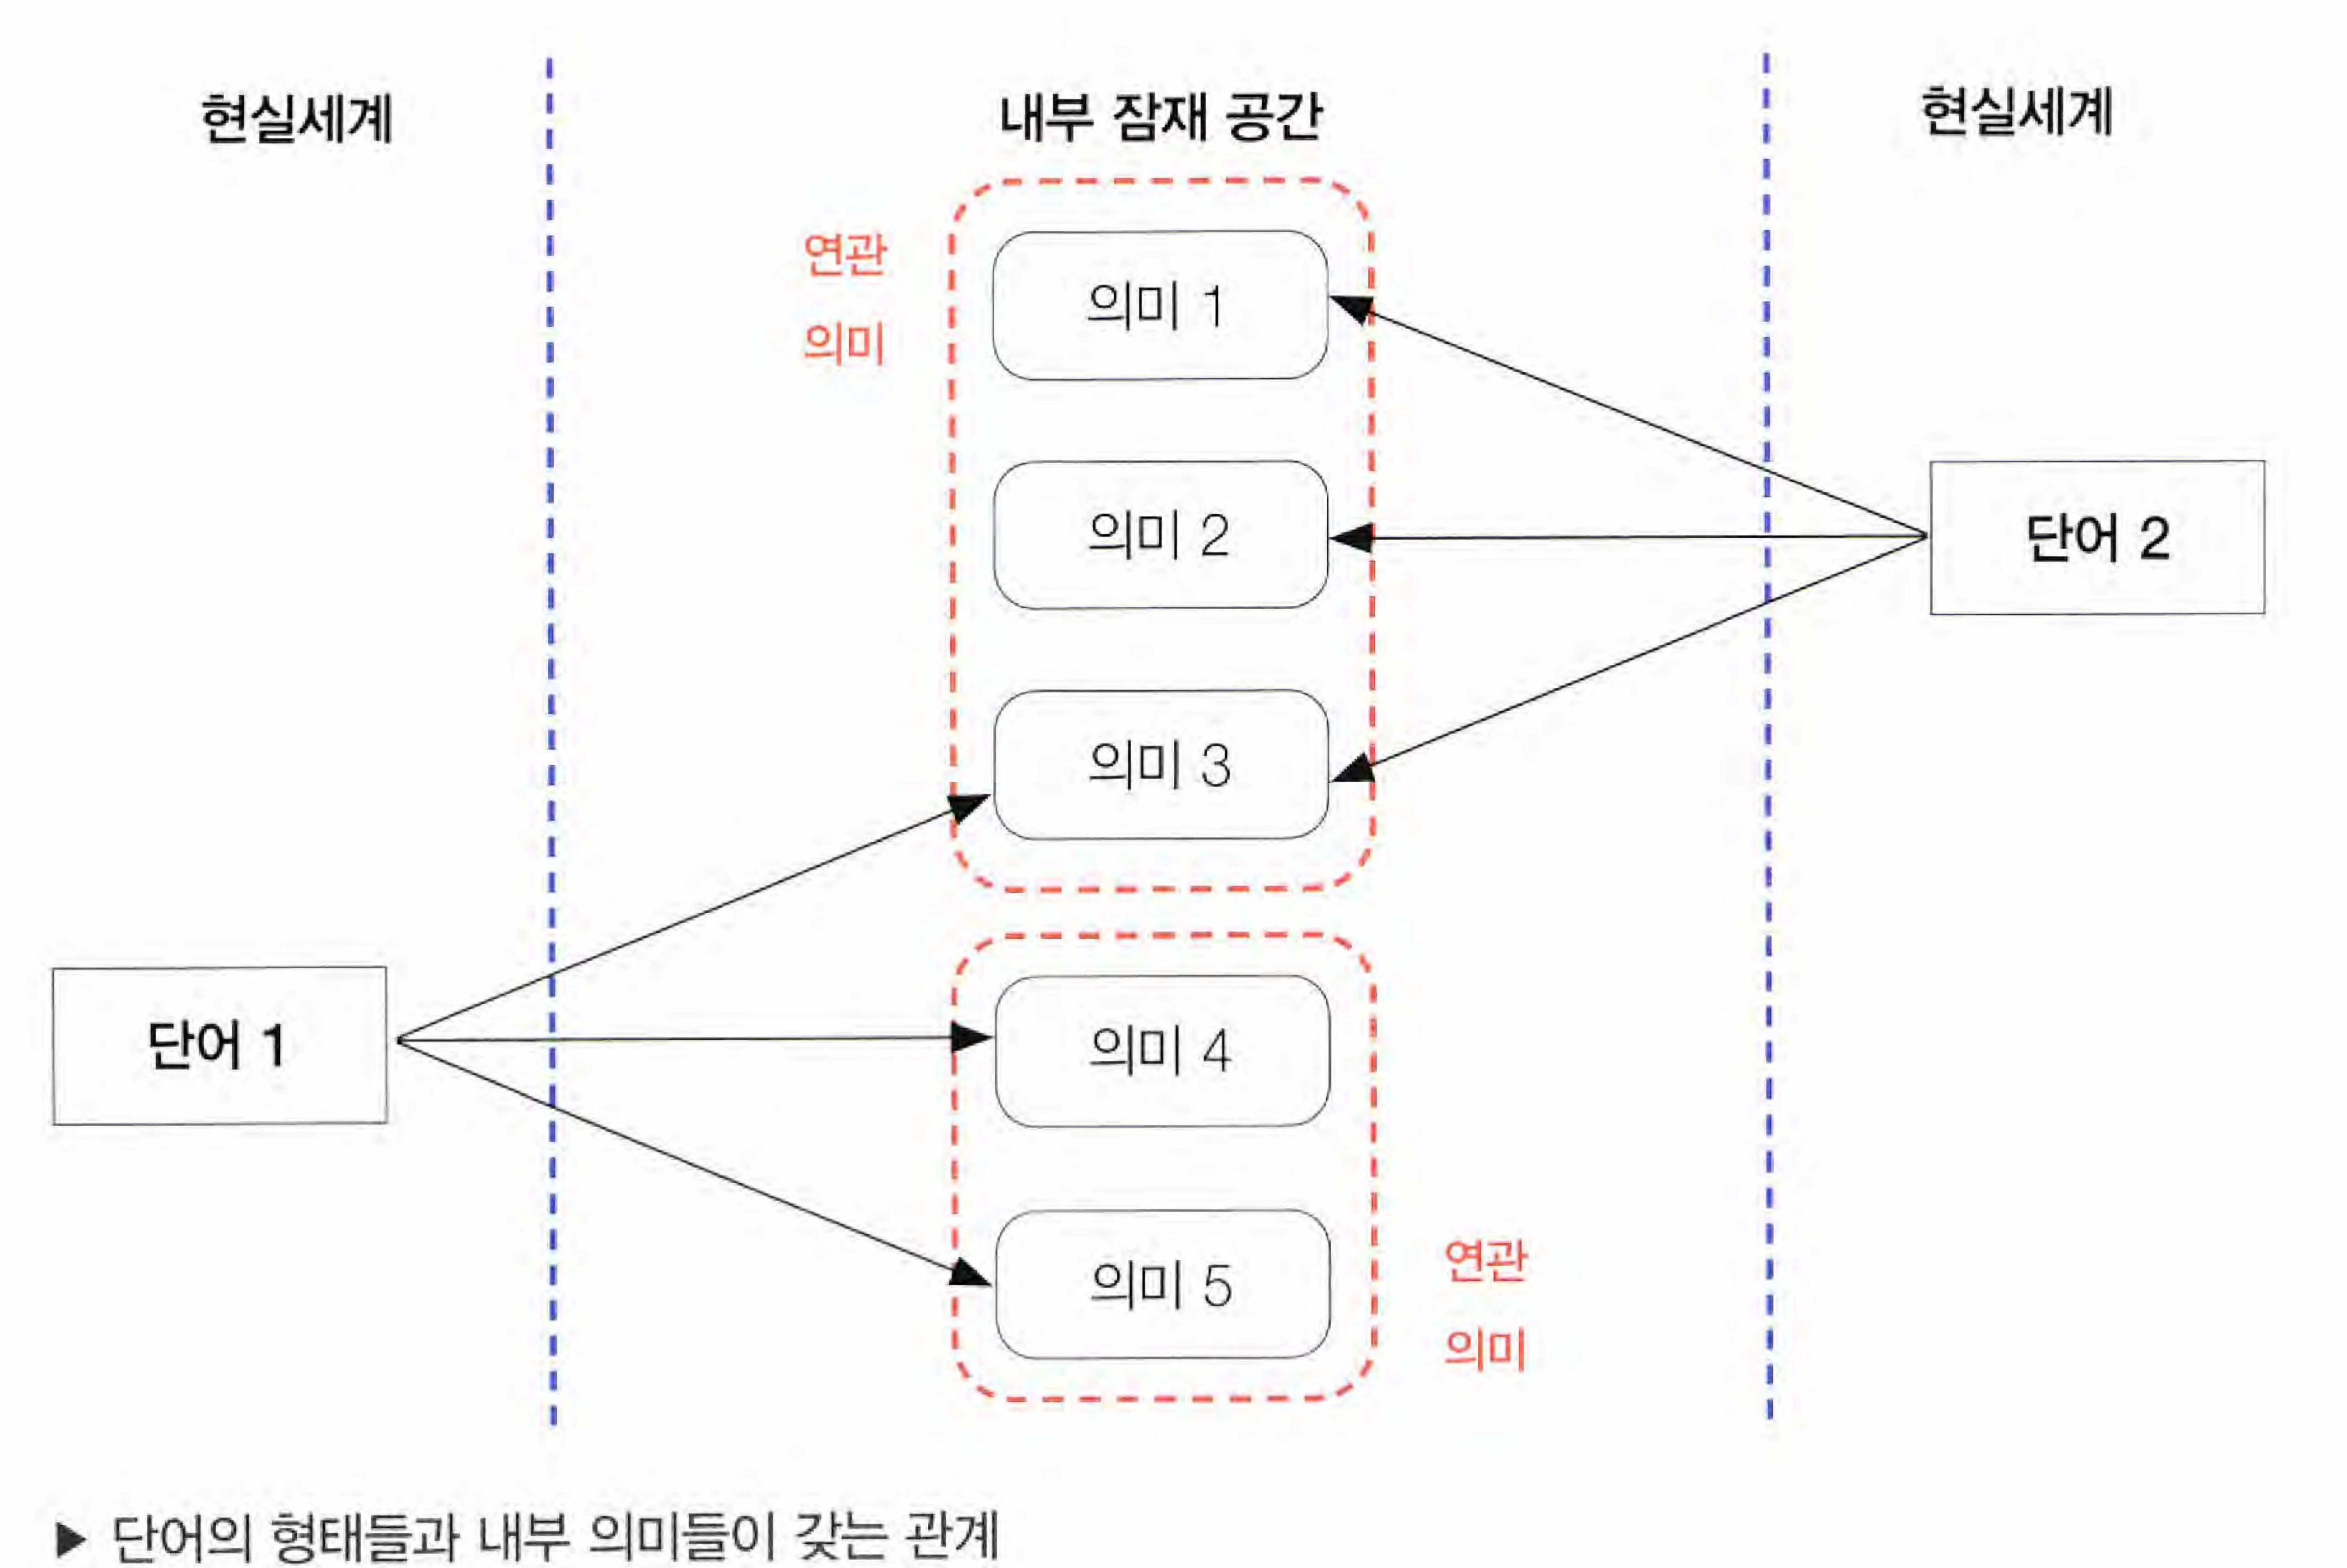 현실세계
내부 잠재 공간
현실세계
연관
의미
의미 1
의미 2
단어 2
의미 3
단어 1
의미 4
의미 5
연관
의미
▶ 단어의 형태들과 내부 의미들이 갖는 관계